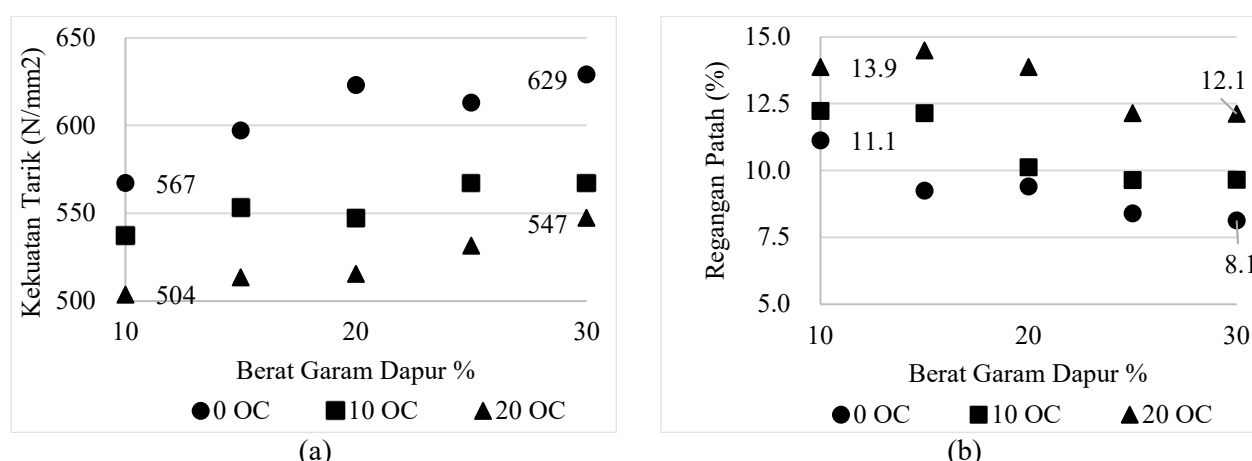 Kekuatan Tarik (N/mm2)
650
600
550
500
567
504
629
547
10
20
30
Berat Garam Dapur %
0 OC
10 OC
20 OC
(a)
Regangan Patah (%)
15.0
12.5
10.0
7.5
5.0
13.9
11.1
12.1
8.1
10
20
30
Berat Garam Dapur %
0 OC
10 OC
20 OC
(b)